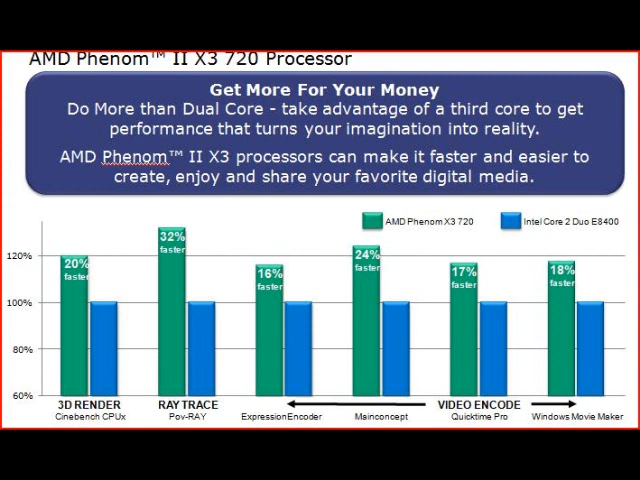 AMD Phenom™ II X3 720 Processor
Get More For Your Money
Do More than Dual Core - take advantage of a third core to get
performance that turns your imagination into reality.
AMD Phenom™ II X3 processors can make it faster and easier to
create, enjoy and share your favorite digital media.
AMD Phenom X3 720
Intel Core 2 Duo E8400
120%
100%
80%
60%
20% faster
32% faster
16% faster
24% faster
17% faster
18% faster
3D RENDER
RAY TRACE
VIDEO ENCODE
Cinebench CPUx
Pov-RAY
ExpressionEncoder
Mainconcept
Quicktime Pro
Windows Movie Maker